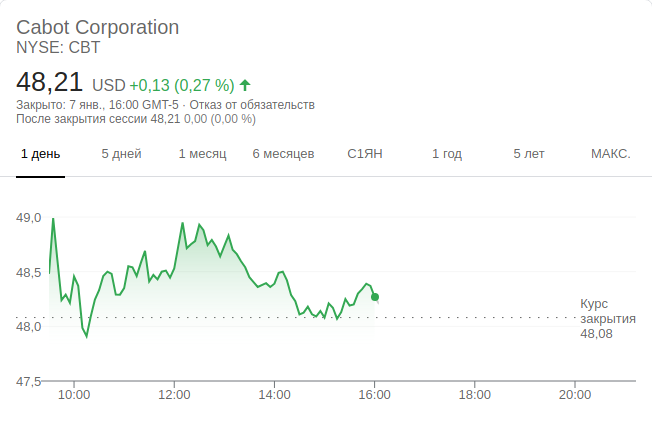 Cabot Corporation
NYSE: CBT
48,21 USD +0,13 (0,27 %)
Закрыто: 7 янв., 16:00 GMT-5 · Отказ от обязательств
После закрытия сессии 48,21 0,00 (0,00 %)
1 день 5 дней 1 месяц 6 месяцев С1ЯН 1 год 5 лет МАКС.
49,0
48,5
48,0
47,5
Курс
закрытия
48,08
10:00 12:00 14:00 16:00 18:00 20:00